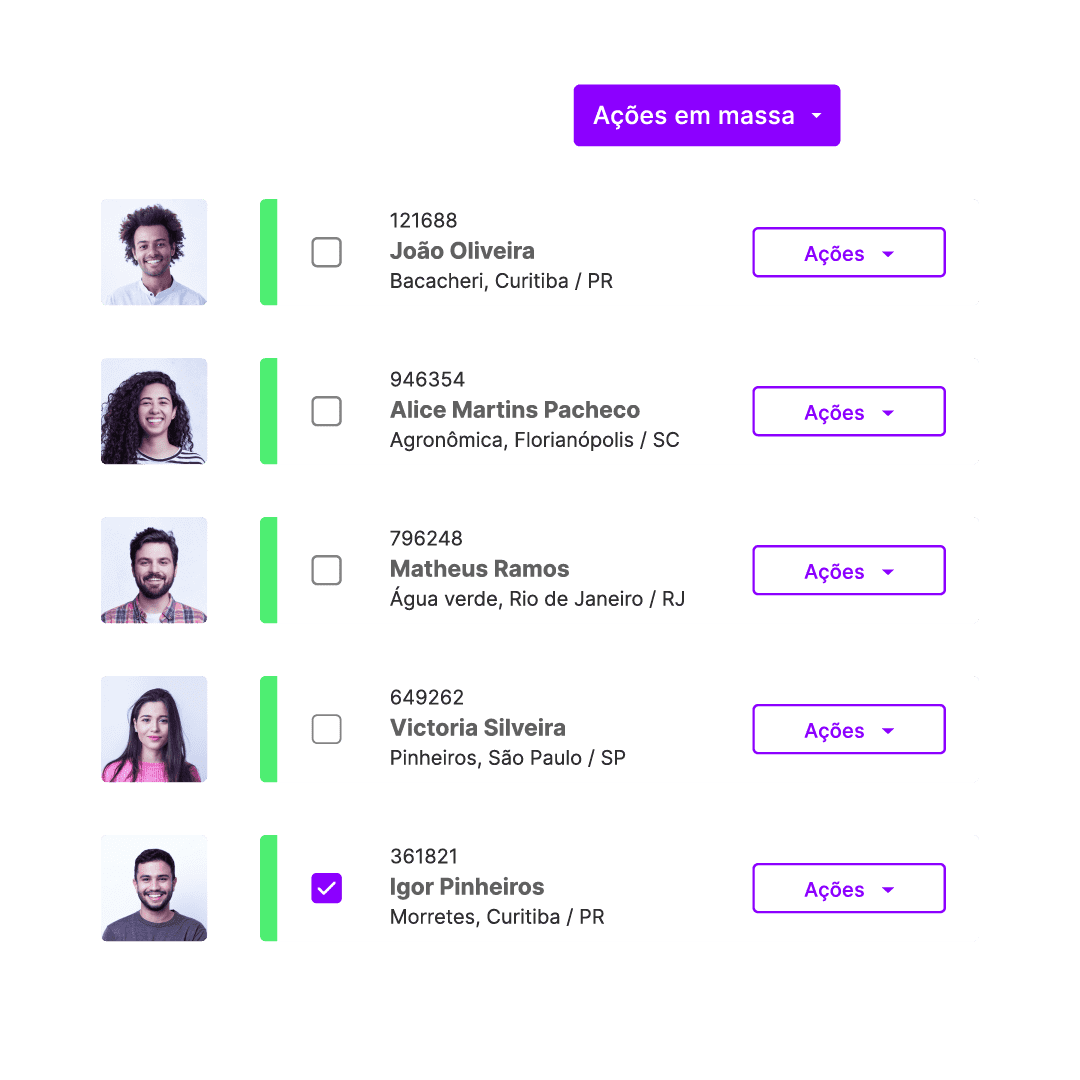 Ações em massa
121688
João Oliveira
Bacacheri, Curitiba / PR
Ações
946354
Alice Martins Pacheco
Agronômica, Florianópolis / SC
Ações
796248
Matheus Ramos
Água verde, Rio de Janeiro / RJ
Ações
649262
Victoria Silveira
Pinheiros, São Paulo / SP
Ações
361821
Igor Pinheiros
Morretes, Curitiba / PR
Ações